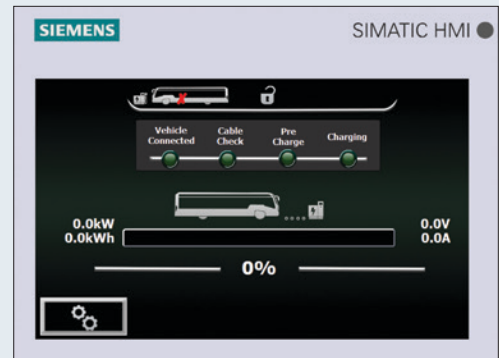 SIEMENS
SIMATIC HMI
Vehicle Connected
Cable Check
Pre Charge
Charging
0.0kW
0.0kWh
0.0V
0.0A
0%